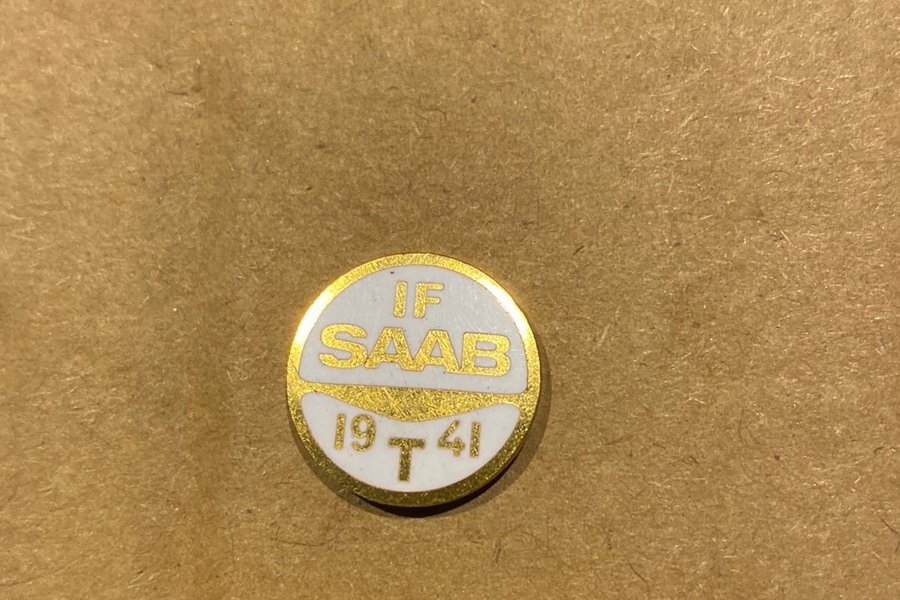 IF
SAAB
19 T 41